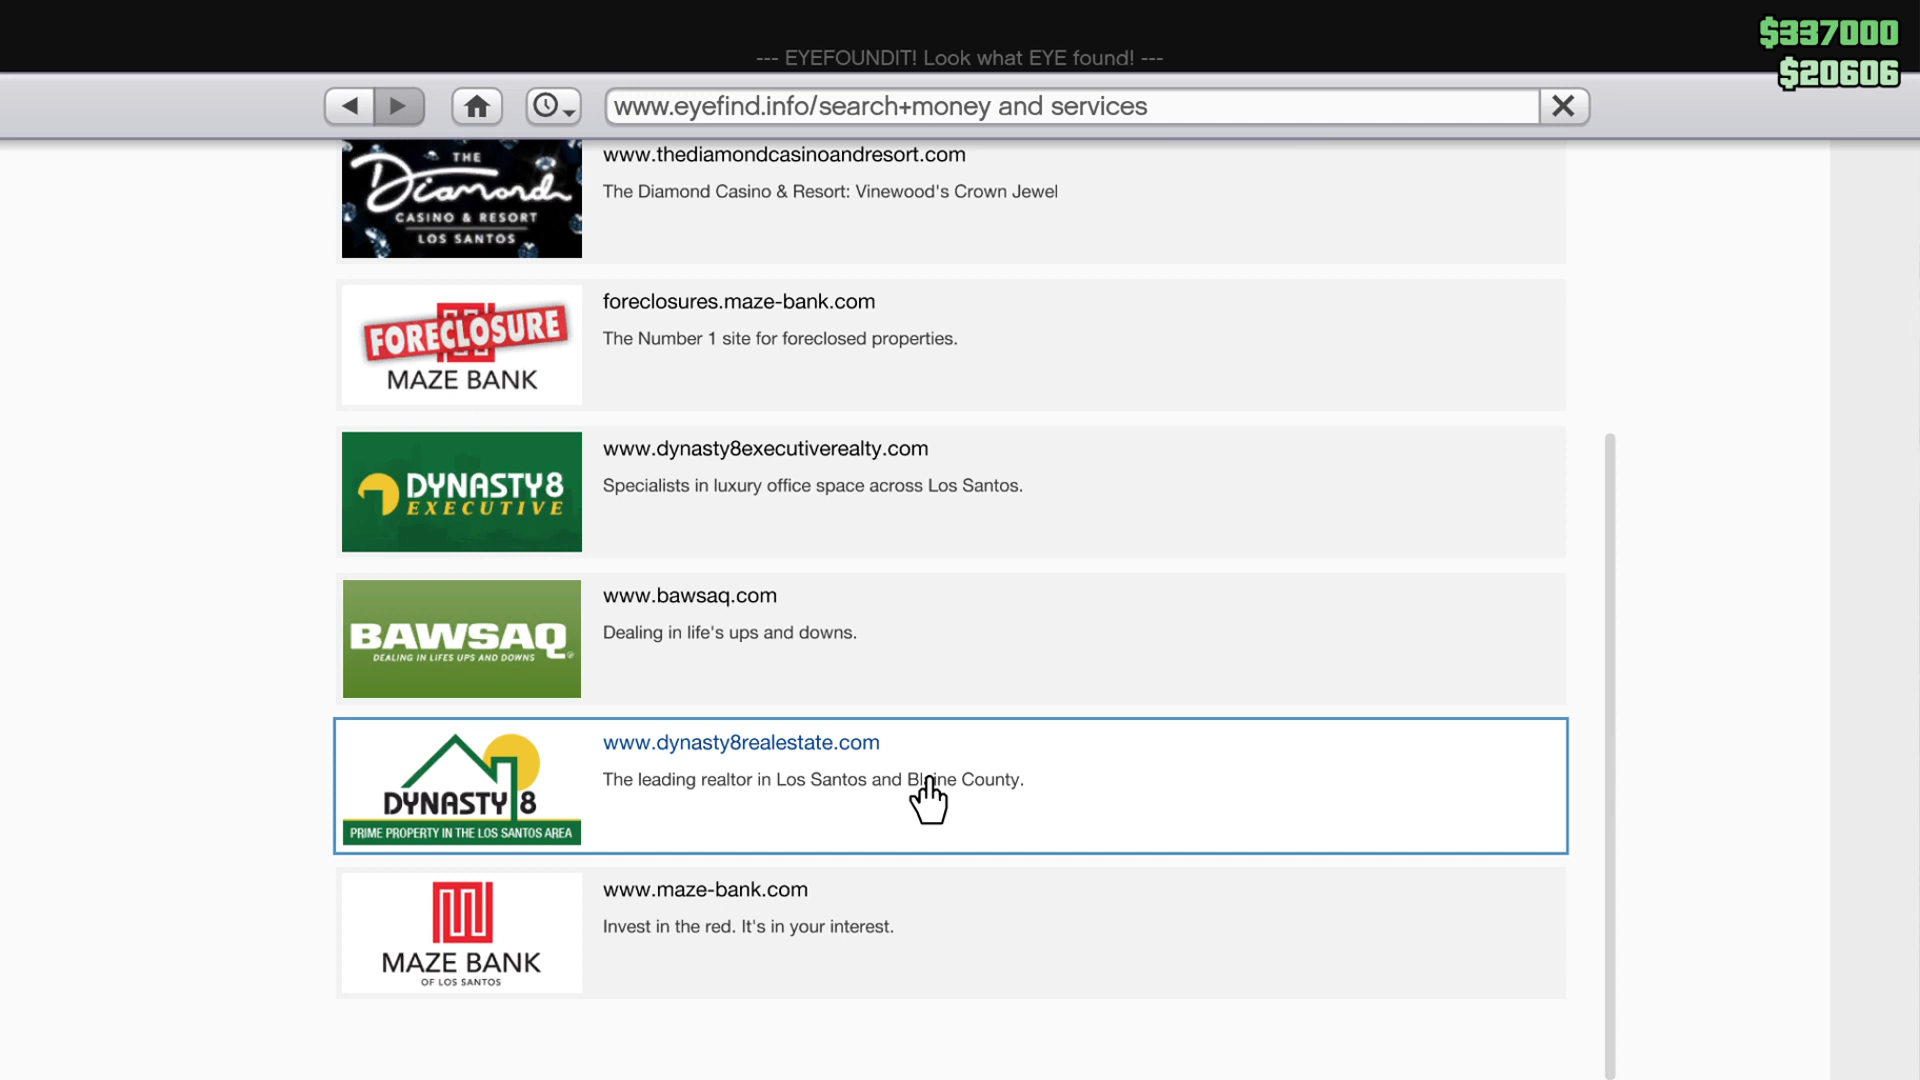 $337000
--- EYEFOUNDIT! Look what EYE found! ---
$20606
www.eyefind.info/search+money and services
THE
Diamond
CASINO & RESORT
LOS SANTOS
www.thediamondcasinoandresort.com
The Diamond Casino & Resort: Vinewood's Crown Jewel
FORECLOSURE
MAZE BANK
foreclosures.maze-bank.com
The Number 1 site for foreclosed properties.
DYNASTY8
EXECUTIVE
www.dynasty8executiverealty.com
Specialists in luxury office space across Los Santos.
BAWSAQ
DEALING IN LIFES UPS AND DOWNS
www.bawsaq.com
Dealing in life's ups and downs.
DYNASTY 8
PRIME PROPERTY IN THE LOS SANTOS AREA
www.dynasty8realestate.com
The leading realtor in Los Santos and Blaine County.
MAZE BANK
OF LOS SANTOS
www.maze-bank.com
Invest in the red. It's in your interest.